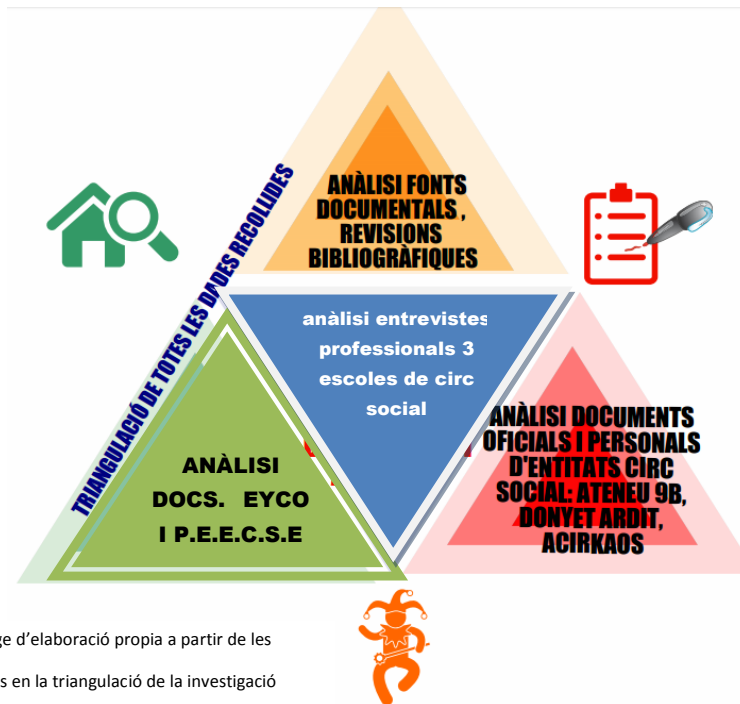 ANÀLISI FONTS
DOCUMENTALS ,
REVISIONS
BIBLIOGRÀFIQUES
TRIANGULACIÓ DE TOTES LES DADES RECOLLIDES
anàlisi entrevistes
professionals 3
escoles de circ
social
ANÀLISI
DOCS. EYCO
I P.E.E.C.S.E
ANÀLISI DOCUMENTS
OFICIALS I PERSONALS
D'ENTITATS CIRC
SOCIAL: ATENEU 9B,
DONYET ARDIT,
ACIRKAOS
d'elaboració propia a partir de les
en la triangulació de la investigació